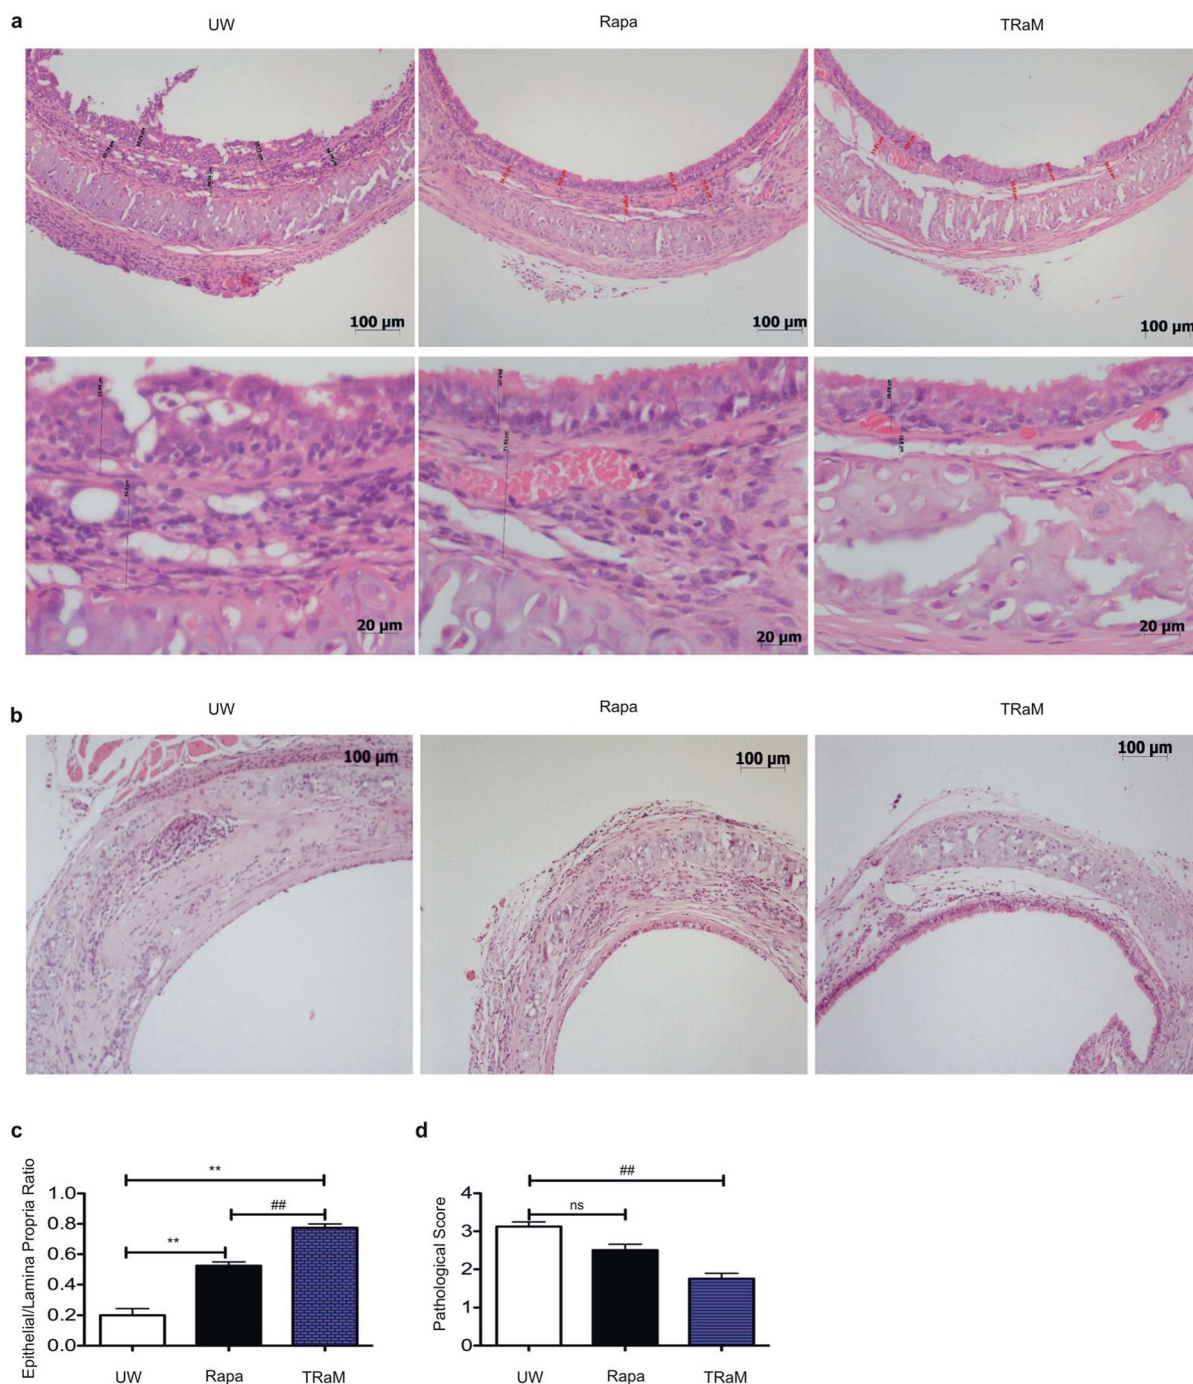 a
UW Rapa TRaM
100 µm 100 µm 100 µm
20 µm 20 µm 20 µm
b
UW Rapa TRaM
100 µm 100 µm 100 µm
c
Epithelial/Lamina Propria Ratio
1.0
0.8
0.6
0.4
0.2
0.0
**
##
**
UW Rapa TRaM
d
Pathological Score
4
3
2
1
0
##
ns
UW Rapa TRaM